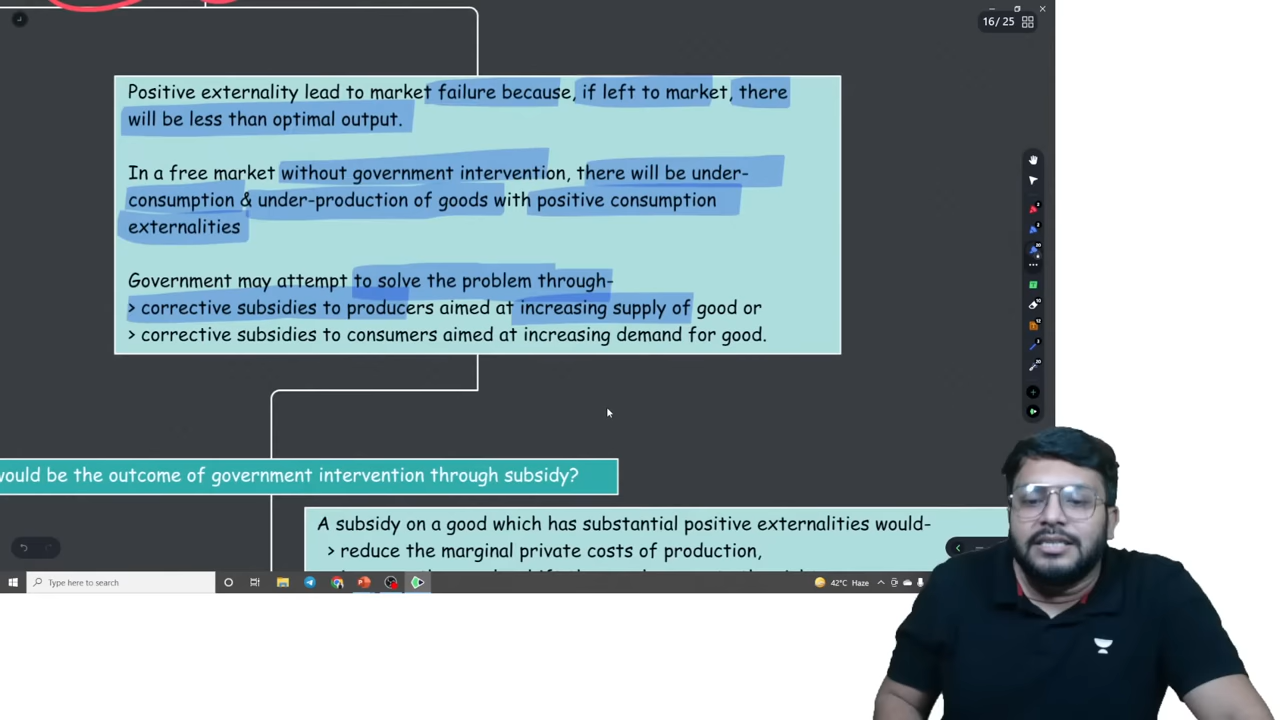 16/ 25
Positive externality lead to market failure because, if left to market, there
will be less than optimal output.
In a free market without government intervention, there will be under-
consumption & under-production of goods with positive consumption
externalities
Government may attempt to solve the problem through-
> corrective subsidies to producers aimed at increasing supply of good or
> corrective subsidies to consumers aimed at increasing demand for good.
would be the outcome of government intervention through subsidy?
A subsidy on a good which has substantial positive externalities would-
> reduce the marginal private costs of production,
Type here to search
42°C Haze